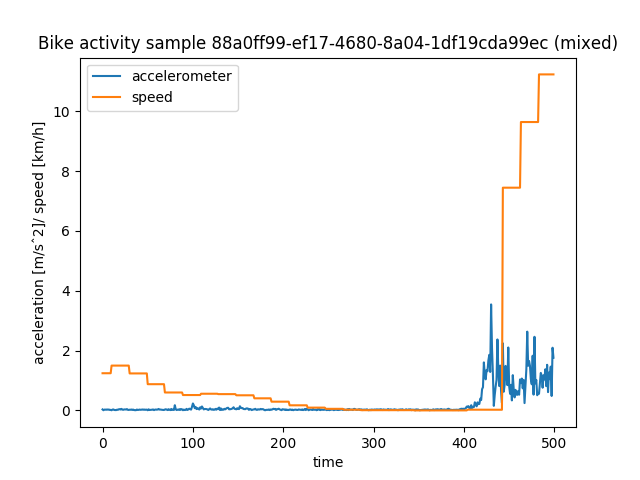 Bike activity sample 88a0ff99-ef17-4680-8a04-1df19cda99ec (mixed)
accelerometer
speed
acceleration [m/s^2]/ speed [km/h]
10
8
6
4
2
0
0
100
200
300
400
500
time